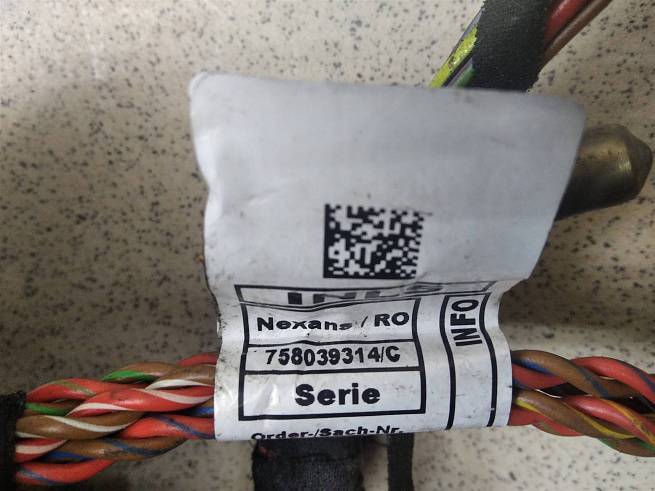 Nexans / RO
758039314/C
Serie
Order-/Sach-Nr.
INFO